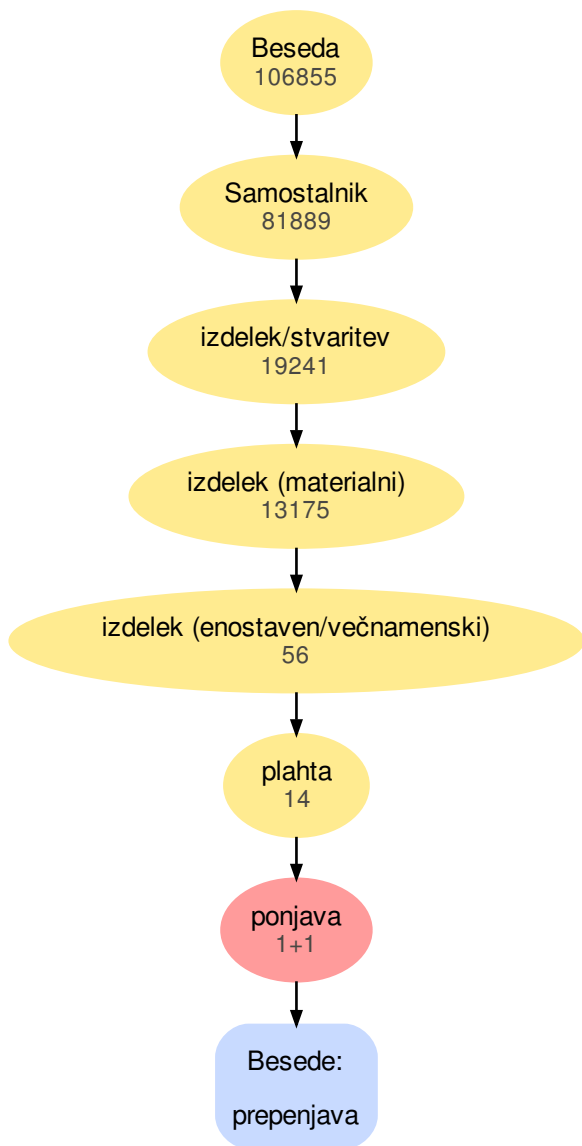 Beseda
106855
Samostalnik
81889
izdelek/stvaritev
19241
izdelek (materialni)
13175
izdelek (enostaven/večnamenski)
56
plahta
14
ponjava
1+1
Besede:
prepenjava